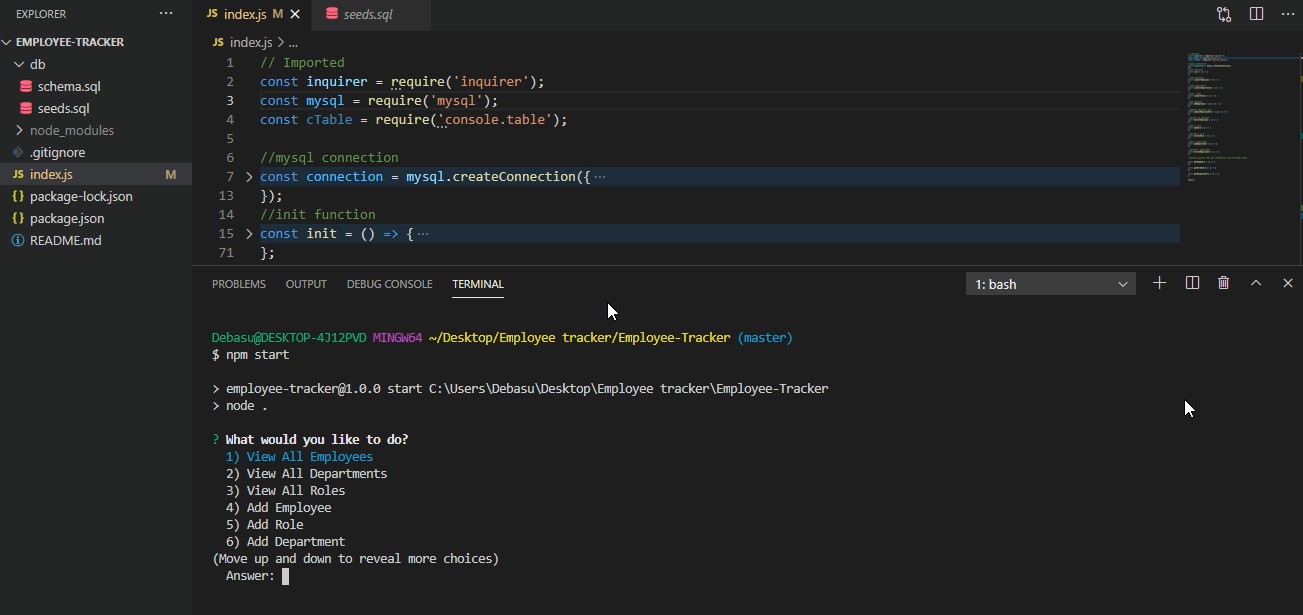 EXPLORER
EMPLOYEE-TRACKER
db
schema.sql
seeds.sql
node_modules
.gitignore
JS index.js M
{} package-lock.json
{} package.json
README.md
JS index.js M
seeds.sql
JS index.js > ...
1 // Imported
2 const inquirer = require('inquirer');
3 const mysql = require('mysql');
4 const cTable = require('console.table');
5
6 //mysql connection
7 const connection = mysql.createConnection({ ...
13 });
14 //init function
15 const init = () => { ...
71 };
PROBLEMS OUTPUT DEBUG CONSOLE TERMINAL
1: bash
Debasu@DESKTOP-4J12PVD MINGW64 ~/Desktop/Employee tracker/Employee-Tracker (master)
$ npm start
> employee-tracker@1.0.0 start C:\Users\Debasu\Desktop\Employee tracker\Employee-Tracker
> node .
? What would you like to do?
1) View All Employees
2) View All Departments
3) View All Roles
4) Add Employee
5) Add Role
6) Add Department
(Move up and down to reveal more choices)
Answer: